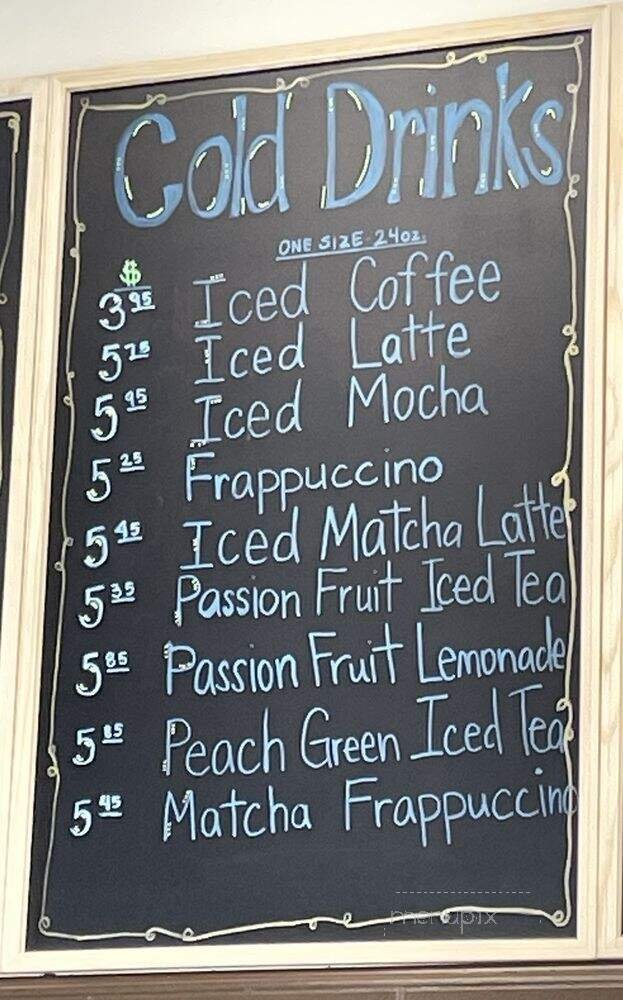 Cold Drinks
ONE SIZE 24oz.
$
3.95 Iced Coffee
5.75 Iced Latte
5.95 Iced Mocha
5.25 Frappuccino
5.45 Iced Matcha Latte
5.35 Passion Fruit Iced Tea
5.85 Passion Fruit Lemonade
5.85 Peach Green Iced Tea
5.45 Matcha Frappuccino
menupix